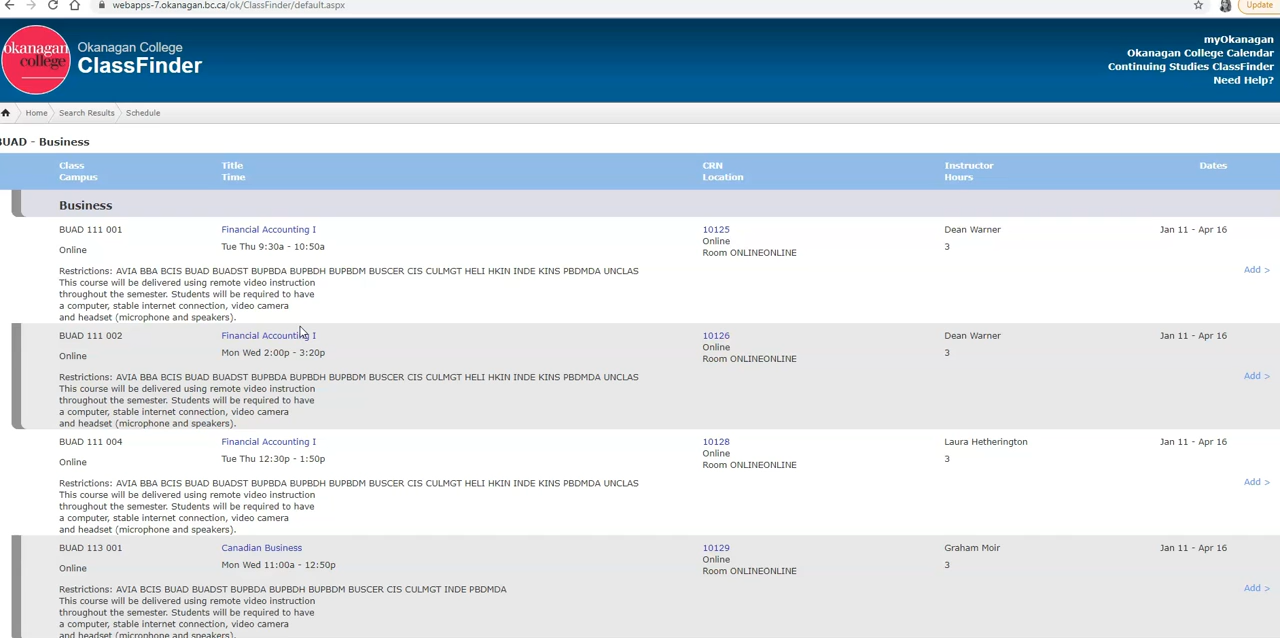 webapps-7.okanagan.bc.ca/ok/ClassFinder/default.aspx
Update
okanagan
college
Okanagan College
ClassFinder
myOkanagan
Okanagan College Calendar
Continuing Studies ClassFinder
Need Help?
Home
Search Results
Schedule
BUAD - Business
Class Title CRN Instructor Dates
Campus Time Location Hours
Business
BUAD 111 001 Financial Accounting I 10125 Dean Warner Jan 11 - Apr 16
Online Tue Thu 9:30a - 10:50a Online 3
Room ONLINEONLINE
Restrictions: AVIA BBA BCIS BUAD BUADST BUPBDA BUPBDH BUPBDM BUSCER CIS CULMGT HELI HKIN INDE KINS PBDMDA UNCLAS
Add >
This course will be delivered using remote video instruction
throughout the semester. Students will be required to have
a computer, stable internet connection, video camera
and headset (microphone and speakers).
BUAD 111 002 Financial Accounting I 10126 Dean Warner Jan 11 - Apr 16
Online Mon Wed 2:00p - 3:20p Online 3
Room ONLINEONLINE
Restrictions: AVIA BBA BCIS BUAD BUADST BUPBDA BUPBDH BUPBDM BUSCER CIS CULMGT HELI HKIN INDE KINS PBDMDA UNCLAS
Add >
This course will be delivered using remote video instruction
throughout the semester. Students will be required to have
a computer, stable internet connection, video camera
and headset (microphone and speakers).
BUAD 111 004 Financial Accounting I 10128 Laura Hetherington Jan 11 - Apr 16
Online Tue Thu 12:30p - 1:50p Online 3
Room ONLINEONLINE
Restrictions: AVIA BBA BCIS BUAD BUADST BUPBDA BUPBDH BUPBDM BUSCER CIS CULMGT HELI HKIN INDE KINS PBDMDA UNCLAS
Add >
This course will be delivered using remote video instruction
throughout the semester. Students will be required to have
a computer, stable internet connection, video camera
and headset (microphone and speakers).
BUAD 113 001 Canadian Business 10129 Graham Moir Jan 11 - Apr 16
Online Mon Wed 11:00a - 12:50p Online 3
Room ONLINEONLINE
Restrictions: AVIA BCIS BUAD BUADST BUPBDA BUPBDH BUPBDM BUSCER CIS CULMGT INDE PBDMDA
Add >
This course will be delivered using remote video instruction
throughout the semester. Students will be required to have
a computer, stable internet connection, video camera
and headset (microphone and speakers).